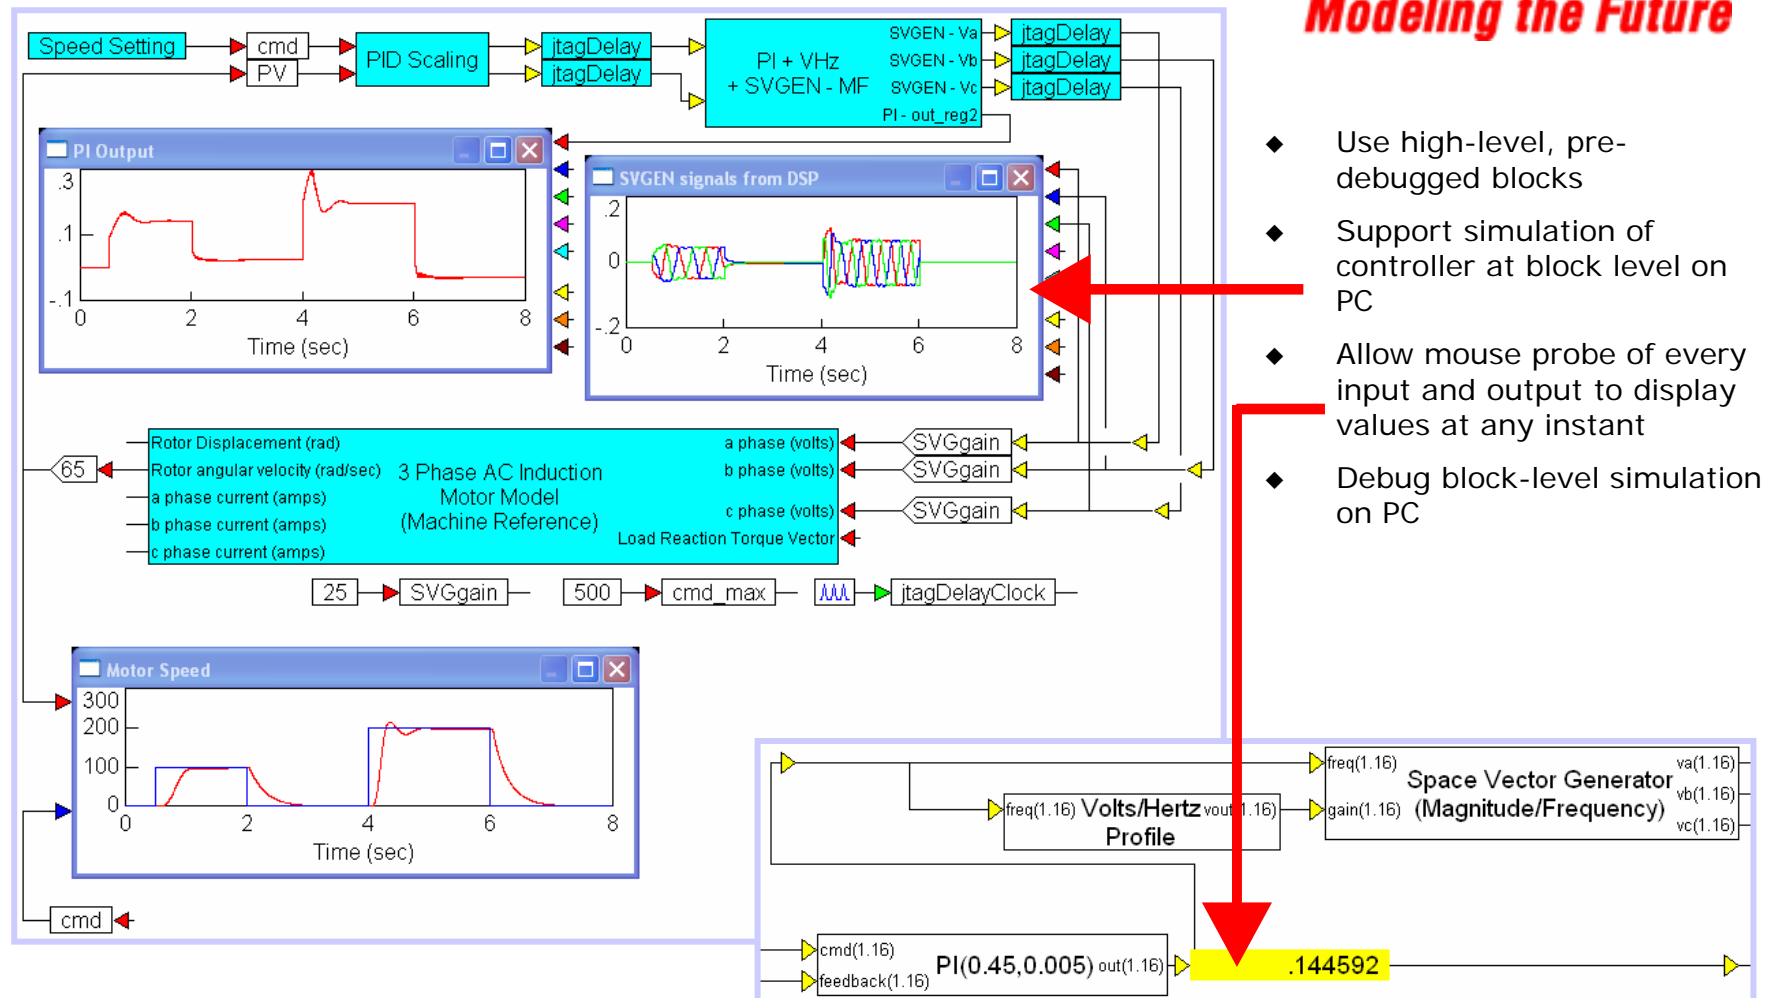 Modeling the Future
Speed Setting
cmd
PV
PID Scaling
jtagDelay
jtagDelay
PI + VHz
+ SVGEN - MF
SVGEN - Va
SVGEN - Vb
SVGEN - Vc
PI - out_reg2
jtagDelay
jtagDelay
jtagDelay
PI Output
.3
.1
-.1
0 2 4 6 8
Time (sec)
SVGEN signals from DSP
.2
0
-.2
0 2 4 6 8
Time (sec)
◆ Use high-level, pre-
debugged blocks
◆ Support simulation of
controller at block level on
PC
◆ Allow mouse probe of every
input and output to display
values at any instant
◆ Debug block-level simulation
on PC
65
Rotor Displacement (rad)
Rotor angular velocity (rad/sec)
a phase current (amps)
b phase current (amps)
c phase current (amps)
3 Phase AC Induction
Motor Model
(Machine Reference)
a phase (volts)
b phase (volts)
c phase (volts)
Load Reaction Torque Vector
SVGgain
SVGgain
SVGgain
25
SVGgain
500
cmd_max
jtagDelayClock
Motor Speed
300
200
100
0
0 2 4 6 8
Time (sec)
cmd
freq(1.16)
Volts/Hertz
Profile
vout(1.16)
freq(1.16)
gain(1.16)
Space Vector Generator
(Magnitude/Frequency)
va(1.16)
vb(1.16)
vc(1.16)
cmd(1.16)
feedback(1.16)
PI(0.45,0.005)
out(1.16)
.144592